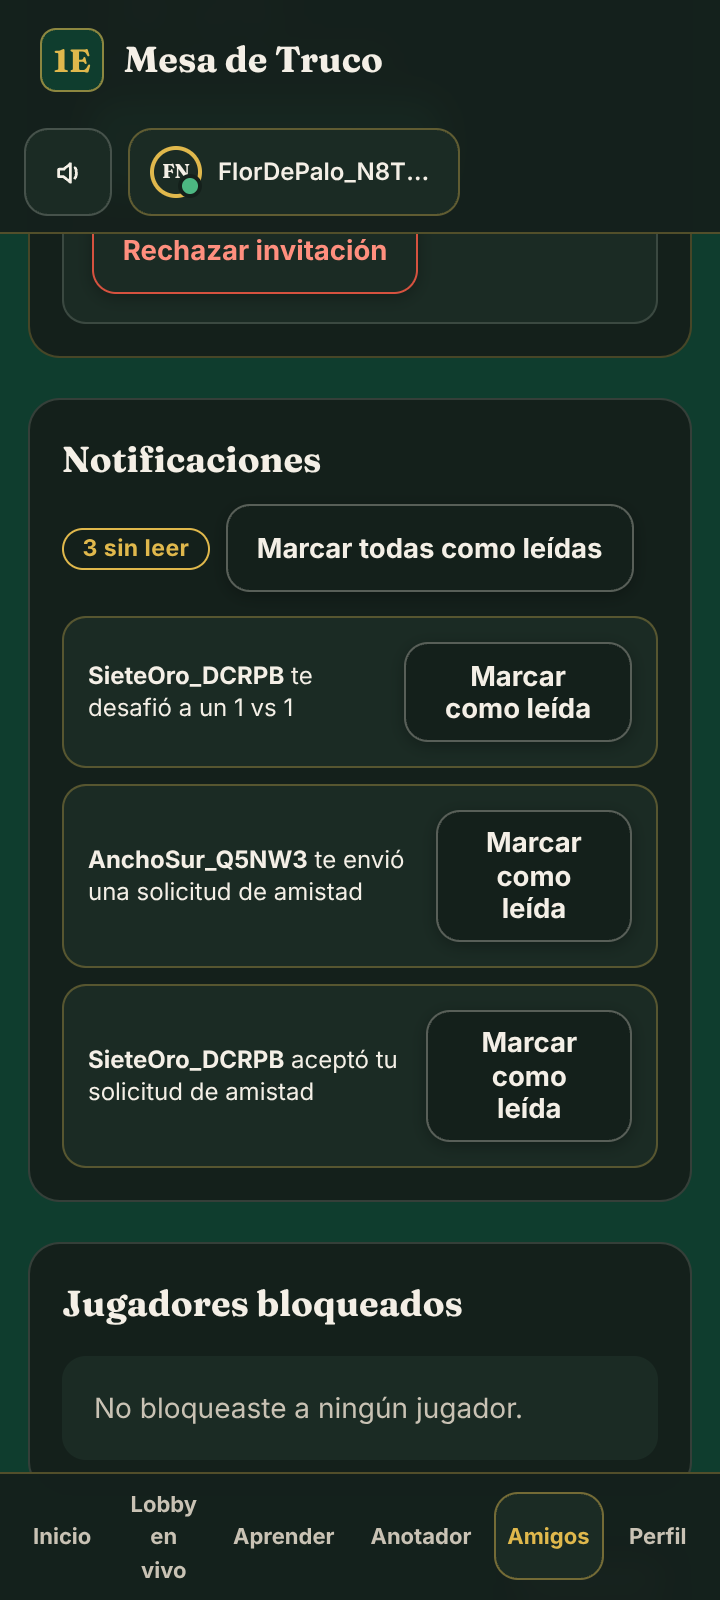 1E Mesa de Truco
FN FlorDePalo_N8T...
Rechazar invitación
Notificaciones
3 sin leer
Marcar todas como leídas
SieteOro_DCRPB te
desafió a un 1 vs 1
Marcar
como leída
AnchoSur_Q5NW3 te envió
una solicitud de amistad
Marcar
como
leída
SieteOro_DCRPB aceptó tu
solicitud de amistad
Marcar
como
leída
Jugadores bloqueados
No bloqueaste a ningún jugador.
Inicio
Lobby
en
vivo
Aprender
Anotador
Amigos
Perfil